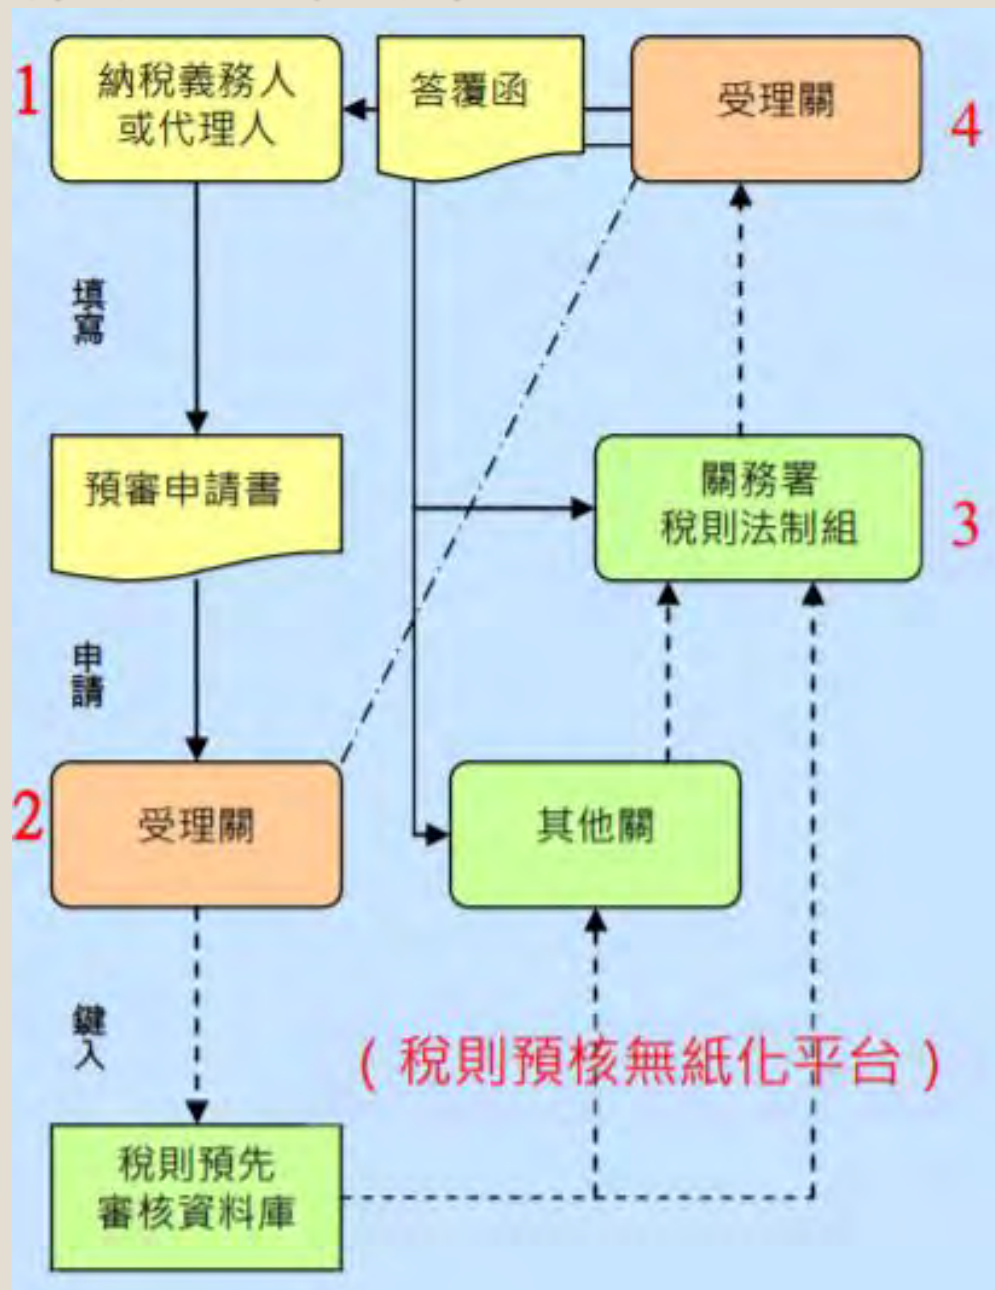 1
納稅義務人
或代理人
答覆函
受理關
4
填寫
預審申請書
關務署
稅則法制組
3
申請
2
受理關
其他關
鍵入
(稅則預核無紙化平台)
稅則預先
審核資料庫